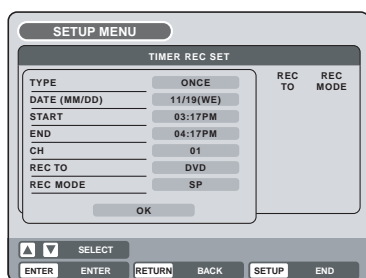 SETUP MENU
TIMER REC SET
REC TO REC MODE
TYPE ONCE
DATE (MM/DD) 11/19(WE)
START 03:17PM
END 04:17PM
CH 01
REC TO DVD
REC MODE SP
OK
▲ ▼ SELECT
ENTER ENTER RETURN BACK SETUP END